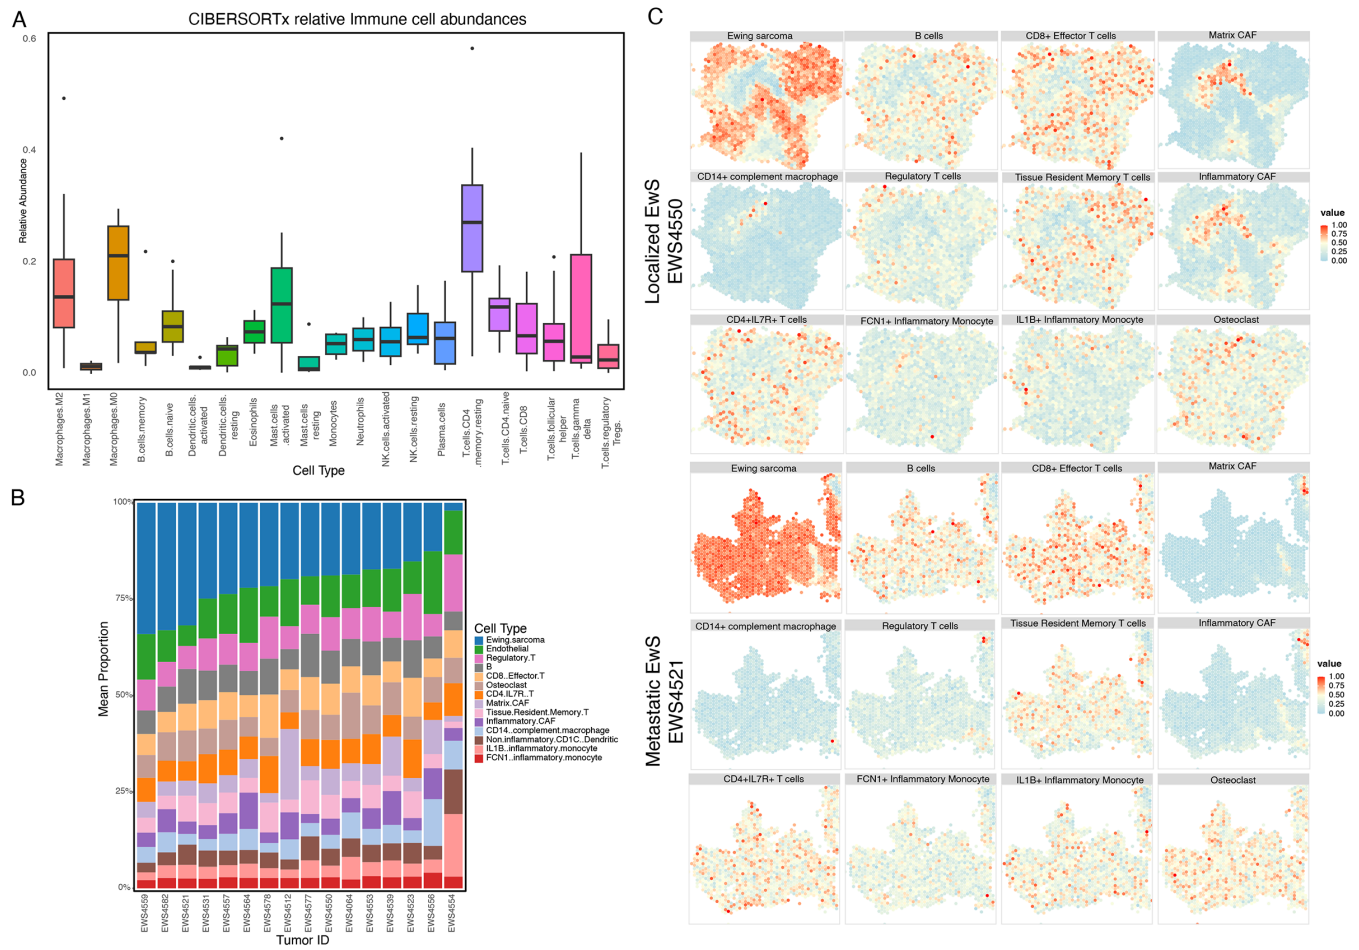 A
CIBERSORTx relative Immune cell abundances
Relative Abundance
0.6
0.4
0.2
0.0
Macrophages.M2
Macrophages.M1
Macrophages.M0
B.cells.memory
B.cells.naive
Dendritic.cells.
activated
Dendritic.cells.
resting
Eosinophils
Mast.cells
activated
Mast.cells
resting
Monocytes
Neutrophils
NK.cells.activated
NK.cells.resting
Plasma.cells
T.cells.CD4
.memory.resting
T.cells.CD4.naive
T.cells.CD8
T.cells.follicular
helper
T.cells.gamma
delta
T.cells.regulatory
Tregs.
Cell Type
B
Mean Proportion
100%
75%
50%
25%
0%
EWS4559
EWS4582
EWS4521
EWS4531
EWS4557
EWS4564
EWS4578
EWS4512
EWS4577
EWS4550
EWS4064
EWS4553
EWS4539
EWS4523
EWS4556
EWS4554
Tumor ID
Cell Type
Ewing.sarcoma
Endothelial
Regulatory.T
B
CD8..Effector.T
Osteoclast
CD4.IL7R..T
Matrix.CAF
Tissue.Resident.Memory.T
Inflammatory.CAF
CD14..complement.macrophage
Non.inflammatory.CD1C..Dendritic
IL1B..inflammatory.monocyte
FCN1..inflammatory.monocyte
C
Localized EwS
EWS4550
Ewing sarcoma
B cells
CD8+ Effector T cells
Matrix CAF
CD14+ complement macrophage
Regulatory T cells
Tissue Resident Memory T cells
Inflammatory CAF
CD4+IL7R+ T cells
FCN1+ Inflammatory Monocyte
IL1B+ Inflammatory Monocyte
Osteoclast
value
1.00
0.75
0.50
0.25
0.00
Metastatic EwS
EWS4521
Ewing sarcoma
B cells
CD8+ Effector T cells
Matrix CAF
CD14+ complement macrophage
Regulatory T cells
Tissue Resident Memory T cells
Inflammatory CAF
CD4+IL7R+ T cells
FCN1+ Inflammatory Monocyte
IL1B+ Inflammatory Monocyte
Osteoclast
value
1.00
0.75
0.50
0.25
0.00